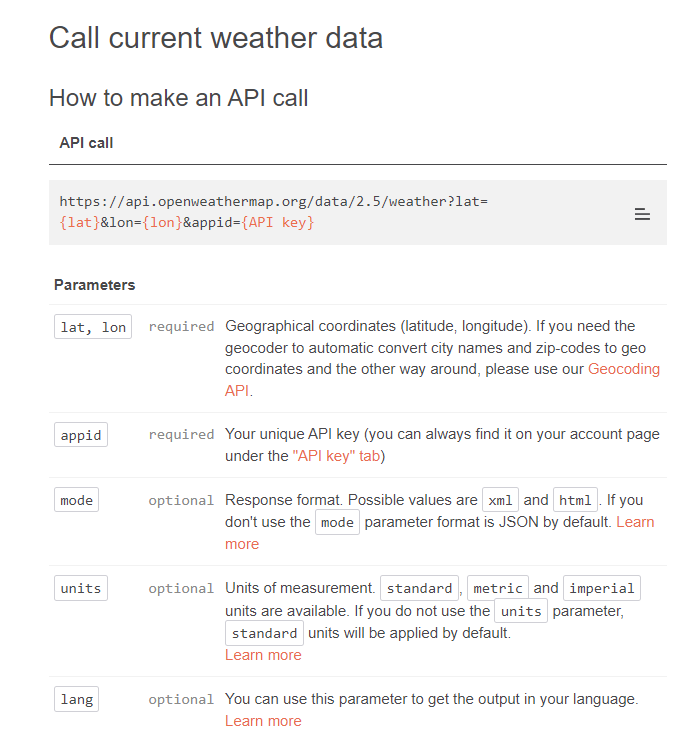 Call current weather data
How to make an API call
API call
https://api.openweathermap.org/data/2.5/weather?lat=
{lat}&lon={lon}&appid={API key}
Parameters
lat, lon required Geographical coordinates (latitude, longitude). If you need the
geocoder to automatic convert city names and zip-codes to geo
coordinates and the other way around, please use our Geocoding
API.
appid required Your unique API key (you can always find it on your account page
under the "API key" tab)
mode optional Response format. Possible values are xml and html. If you
don't use the mode parameter format is JSON by default. Learn
more
units optional Units of measurement. standard, metric and imperial
units are available. If you do not use the units parameter,
standard units will be applied by default.
Learn more
lang optional You can use this parameter to get the output in your language.
Learn more